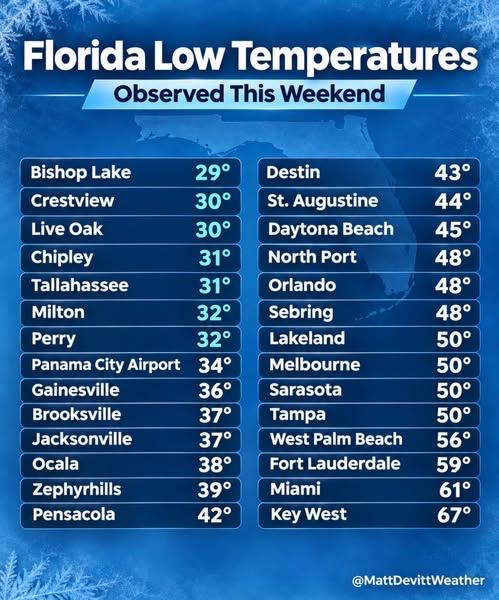 Florida Low Temperatures
Observed This Weekend
Bishop Lake 29°
Crestview 30°
Live Oak 30°
Chipley 31°
Tallahassee 31°
Milton 32°
Perry 32°
Panama City Airport 34°
Gainesville 36°
Brooksville 37°
Jacksonville 37°
Ocala 38°
Zephyrhills 39°
Pensacola 42°
Destin 43°
St. Augustine 44°
Daytona Beach 45°
North Port 48°
Orlando 48°
Sebring 48°
Lakeland 50°
Melbourne 50°
Sarasota 50°
Tampa 50°
West Palm Beach 56°
Fort Lauderdale 59°
Miami 61°
Key West 67°
@MattDevittWeather